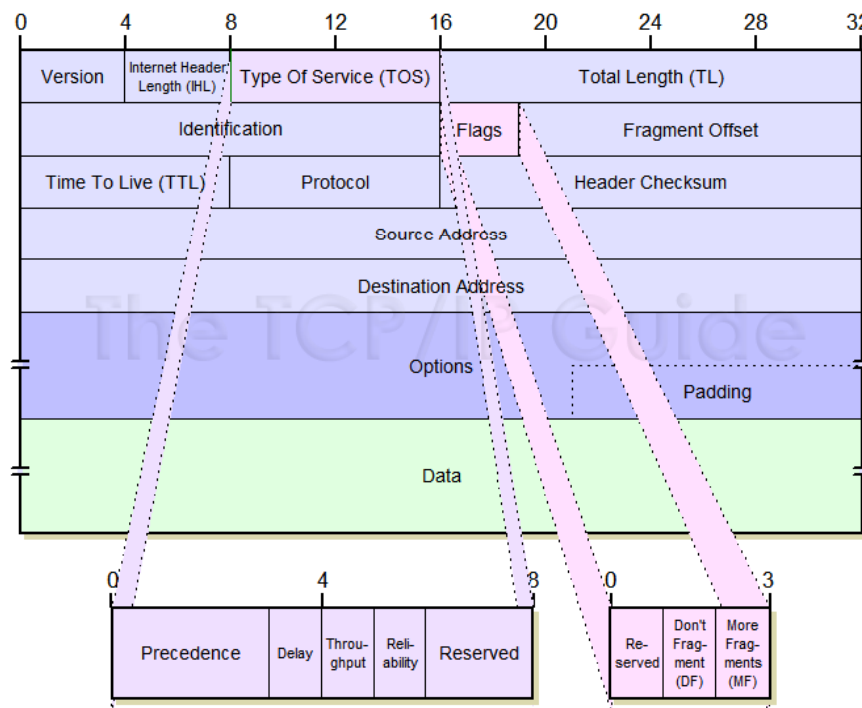 0 4 8 12 16 20 24 28 32
Version
Internet Header
Length (IHL)
Type Of Service (TOS)
Total Length (TL)
Identification
Flags
Fragment Offset
Time To Live (TTL)
Protocol
Header Checksum
Source Address
Destination Address
The TCP/IP Guide
Options
Padding
Data
0 4 8
Precedence
Delay
Throu-
ghput
Reli-
ability
Reserved
0 3
Re-
served
Don't
Fragment
(DF)
More
Frag-
ments
(MF)